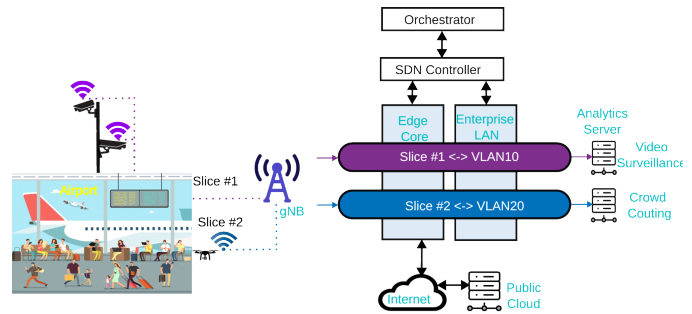 Orchestrator
SDN Controller
Edge
Core
Enterprise
LAN
Analytics
Server
Video
Surveillance
Slice #1 <-> VLAN10
Airport
Slice #1
gNB
Slice #2
Slice #2 <-> VLAN20
Crowd
Couting
Internet
Public
Cloud